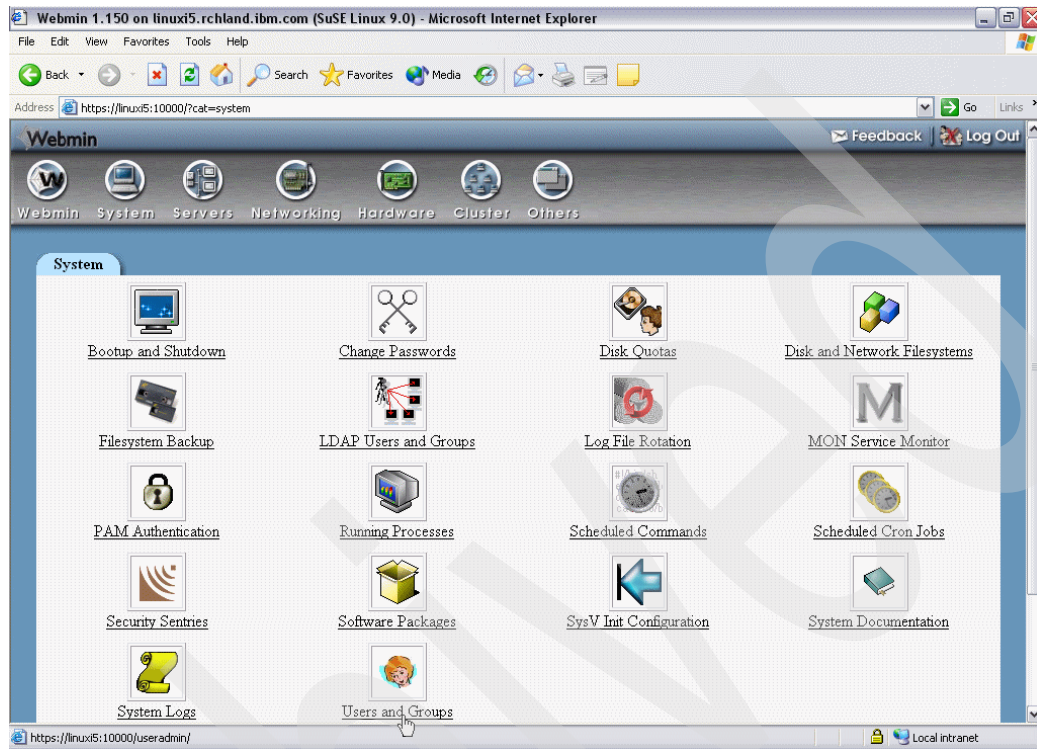 Webmin 1.150 on linuxi5.rchland.ibm.com (SuSE Linux 9.0) - Microsoft Internet Explorer
File Edit View Favorites Tools Help
Back Search Favorites Media
Address https://linuxi5:10000/?cat=system Go Links
Webmin Feedback Log Out
W
Webmin System Servers Networking Hardware Cluster Others
System
Bootup and Shutdown Change Passwords Disk Quotas Disk and Network Filesystems
M
Filesystem Backup LDAP Users and Groups Log File Rotation MON Service Monitor
PAM Authentication Running Processes Scheduled Commands Scheduled Cron Jobs
Security Sentries Software Packages SysV Init Configuration System Documentation
System Logs Users and Groups
https://linuxi5:10000/useradmin/ Local intranet